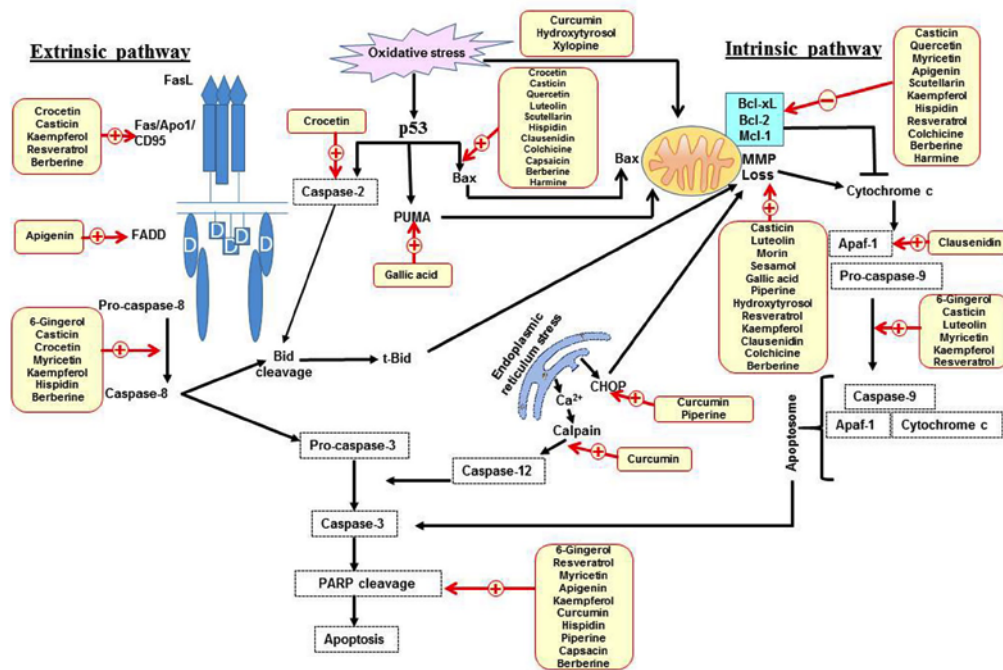 Extrinsic pathway
FasL
Crocetin
Casticin
Kaempferol
Resveratrol
Berberine
Fas/Apo1/
CD95
Apigenin
FADD
D
D
D
D
D
Pro-caspase-8
6-Gingerol
Casticin
Crocetin
Myricetin
Kaempferol
Hispidin
Berberine
Caspase-8
Oxidative stress
Curcumin
Hydroxytyrosol
Xylopine
p53
Crocetin
Caspase-2
Crocetin
Casticin
Quercetin
Luteolin
Scutellarin
Hispidin
Clausenidin
Colchicine
Capsaicin
Berberine
Harmine
Bax
Bax
PUMA
Gallic acid
Bid
cleavage
t-Bid
Intrinsic pathway
Bcl-xL
Bcl-2
Mcl-1
Casticin
Quercetin
Myricetin
Apigenin
Scutellarin
Kaempferol
Hispidin
Resveratrol
Colchicine
Berberine
Harmine
MMP
Loss
Cytochrome c
Casticin
Luteolin
Morin
Sesamol
Gallic acid
Piperine
Hydroxytyrosol
Resveratrol
Kaempferol
Clausenidin
Colchicine
Berberine
Apaf-1
Clausenidin
Pro-caspase-9
6-Gingerol
Casticin
Luteolin
Myricetin
Kaempferol
Resveratrol
Caspase-9
Apaf-1
Cytochrome c
Apoptosome
Endoplasmic
reticulum stress
CHOP
Curcumin
Piperine
Ca2+
Calpain
Curcumin
Caspase-12
Pro-caspase-3
Caspase-3
PARP cleavage
6-Gingerol
Resveratrol
Myricetin
Apigenin
Kaempferol
Curcumin
Hispidin
Piperine
Capsacin
Berberine
Apoptosis